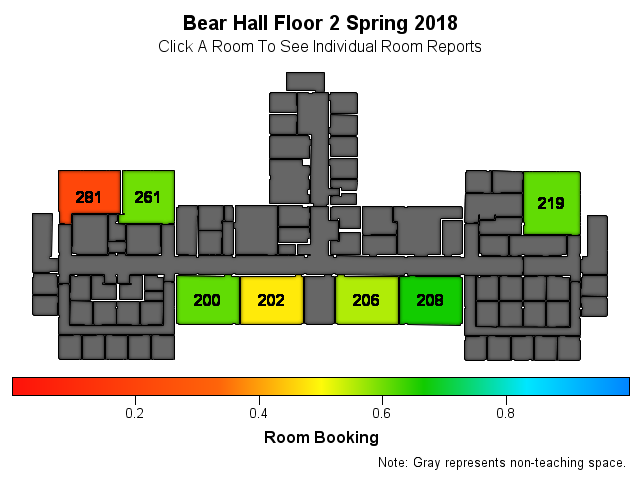 Bear Hall Floor 2 Spring 2018
Click A Room To See Individual Room Reports
281
261
219
200
202
206
208
0.2
0.4
0.6
0.8
Room Booking
Note: Gray represents non-teaching space.